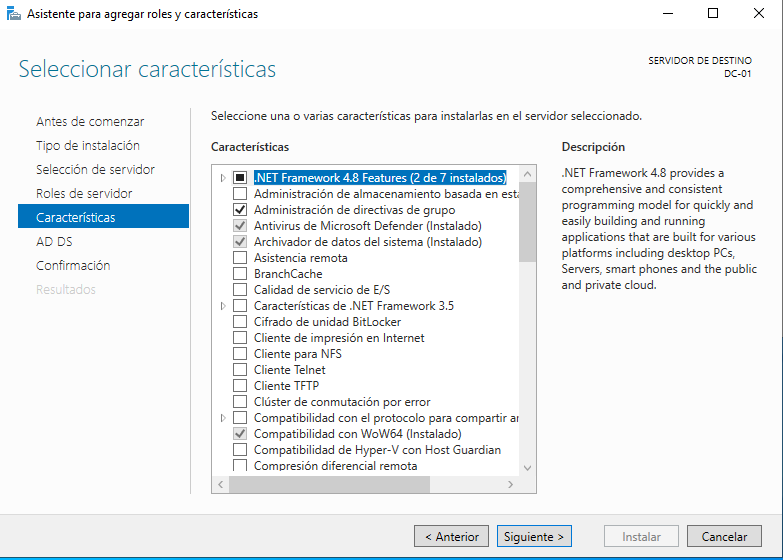 Asistente para agregar roles y características
Seleccionar características
SERVIDOR DE DESTINO
DC-01
Antes de comenzar
Tipo de instalación
Selección de servidor
Roles de servidor
Características
AD DS
Confirmación
Resultados
Seleccione una o varias características para instalarlas en el servidor seleccionado.
Características
.NET Framework 4.8 Features (2 de 7 instalados)
Administración de almacenamiento basada en está
Administración de directivas de grupo
Antivirus de Microsoft Defender (Instalado)
Archivador de datos del sistema (Instalado)
Asistencia remota
BranchCache
Calidad de servicio de E/S
Características de .NET Framework 3.5
Cifrado de unidad BitLocker
Cliente de impresión en Internet
Cliente para NFS
Cliente Telnet
Cliente TFTP
Clúster de conmutación por error
Compatibilidad con el protocolo para compartir ar
Compatibilidad con WoW64 (Instalado)
Compatibilidad de Hyper-V con Host Guardian
Compresión diferencial remota
Descripción
.NET Framework 4.8 provides a
comprehensive and consistent
programming model for quickly and
easily building and running
applications that are built for various
platforms including desktop PCs,
Servers, smart phones and the public
and private cloud.
< Anterior
Siguiente >
Instalar
Cancelar